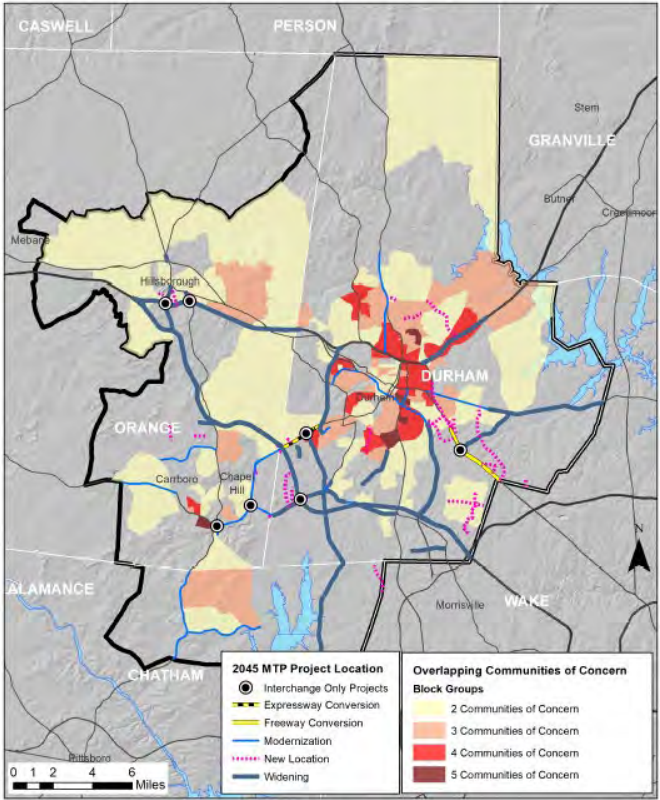 CASWELL
PERSON
Stem
GRANVILLE
Butner
Creedmoor
Mebane
Hillsborough
DURHAM
Durham
ORANGE
Carrboro
Chapel
Hill
N
ALAMANCE
WAKE
Morrisville
CHATHAM
Pittsboro
2045 MTP Project Location
Interchange Only Projects
Expressway Conversion
Freeway Conversion
Modernization
New Location
Widening
Overlapping Communities of Concern
Block Groups
2 Communities of Concern
3 Communities of Concern
4 Communities of Concern
5 Communities of Concern
0 1 2 4 6
Miles